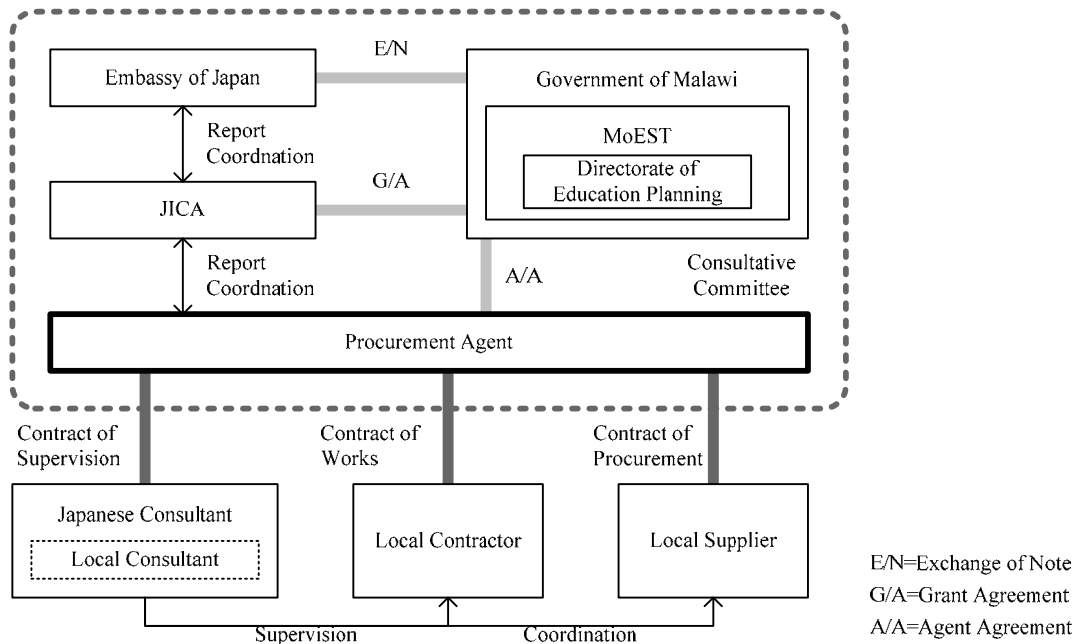 E/N
Embassy of Japan
Government of Malawi
MoEST
Directorate of
Education Planning
Report
Coordnation
G/A
JICA
Report
Coordnation
A/A
Consultative
Committee
Procurement Agent
Contract of
Supervision
Contract of
Works
Contract of
Procurement
Japanese Consultant
Local Consultant
Local Contractor
Local Supplier
Supervision
Coordination
E/N=Exchange of Note
G/A=Grant Agreement
A/A=Agent Agreement